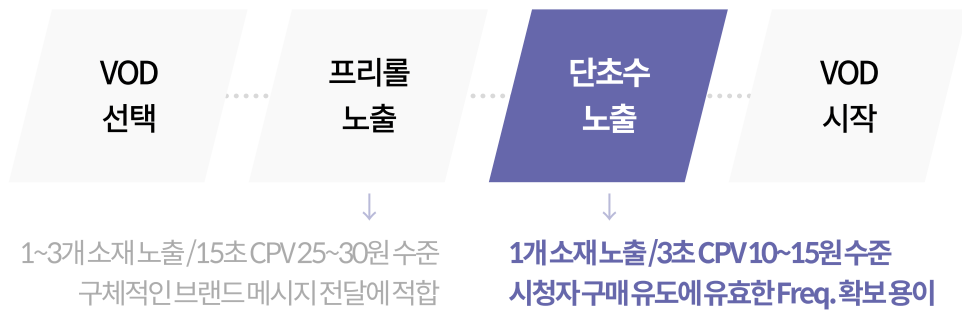 VOD
선택
프리롤
노출
단초수
노출
VOD
시작
1~3개 소재 노출/15초 CPV 25~30원 수준
구체적인 브랜드 메시지 전달에 적합
1개 소재 노출/3초 CPV 10~15원 수준
시청자 구매 유도에 유효한 Freq. 확보 용이